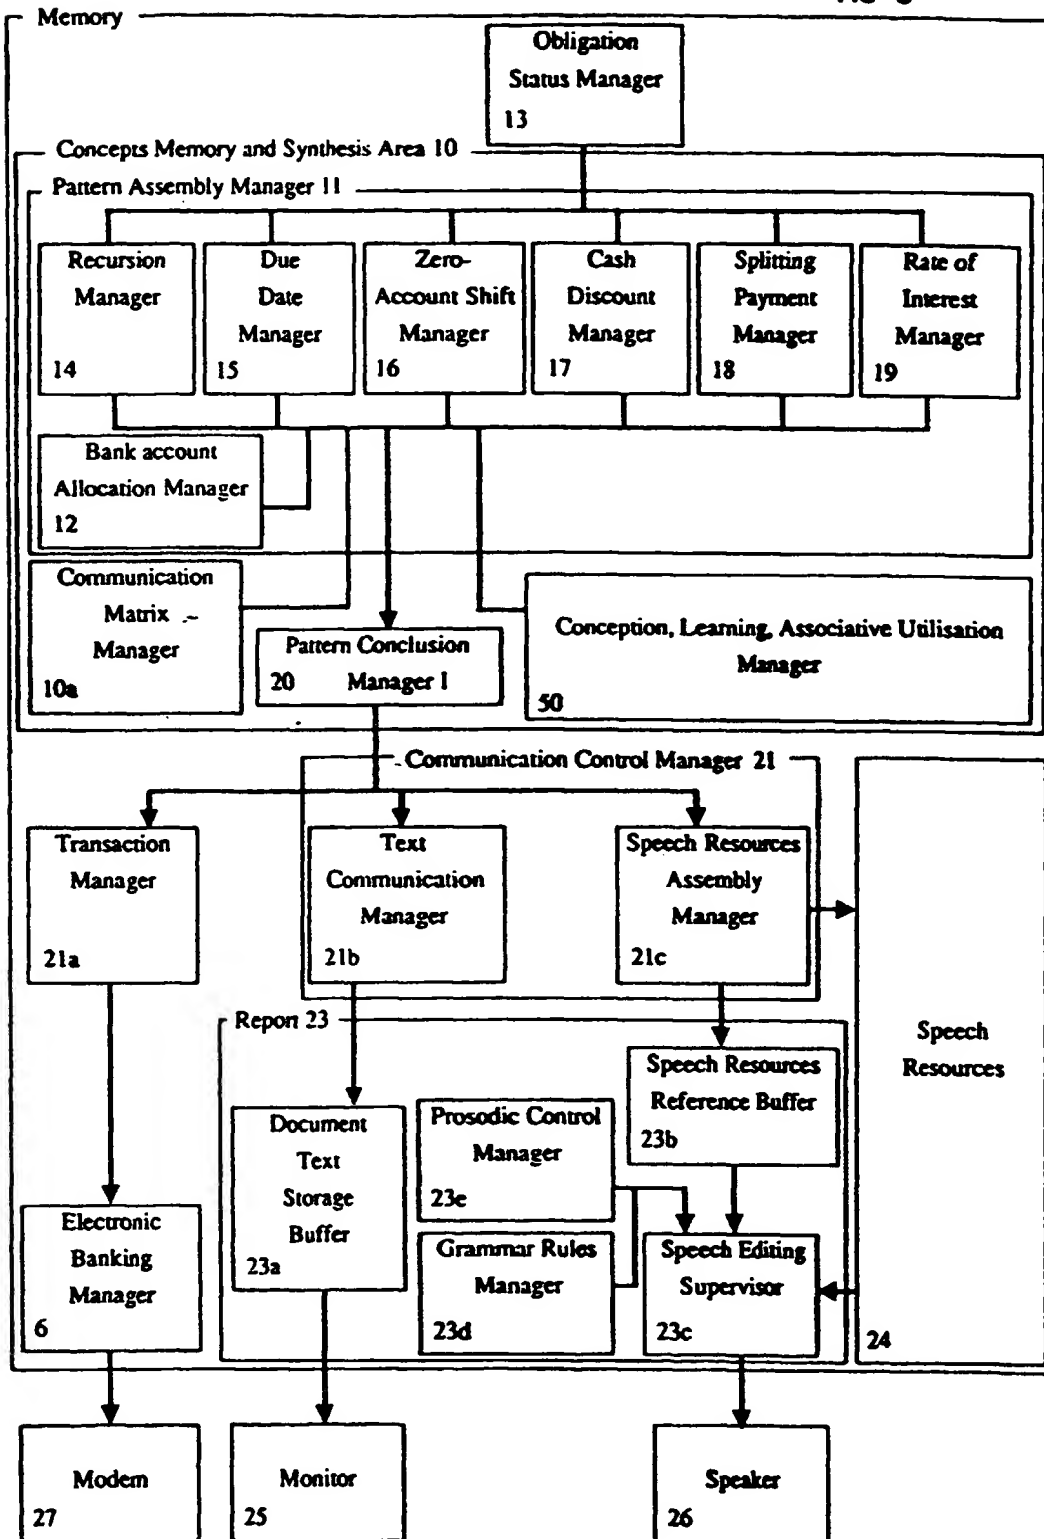 Memory
Obligation
Status Manager
13
Concepts Memory and Synthesis Area 10
Pattern Assembly Manager 11
Recursion
Manager
14
Due
Date
Manager
15
Zero-
Account Shift
Manager
16
Cash
Discount
Manager
17
Splitting
Payment
Manager
18
Rate of
Interest
Manager
19
Bank account
Allocation Manager
12
Communication
Matrix
Manager
10a
Pattern Conclusion
20 Manager I
Conception, Learning, Associative Utilisation
Manager
50
Communication Control Manager 21
Transaction
Manager
21a
Text
Communication
Manager
21b
Speech Resources
Assembly
Manager
21c
Speech
Resources
24
Report 23
Speech Resources
Reference Buffer
23b
Document
Text
Storage
Buffer
23a
Prosodic Control
Manager
23e
Grammar Rules
Manager
23d
Speech Editing
Supervisor
23c
Electronic
Banking
Manager
6
Modem
27
Monitor
25
Speaker
26